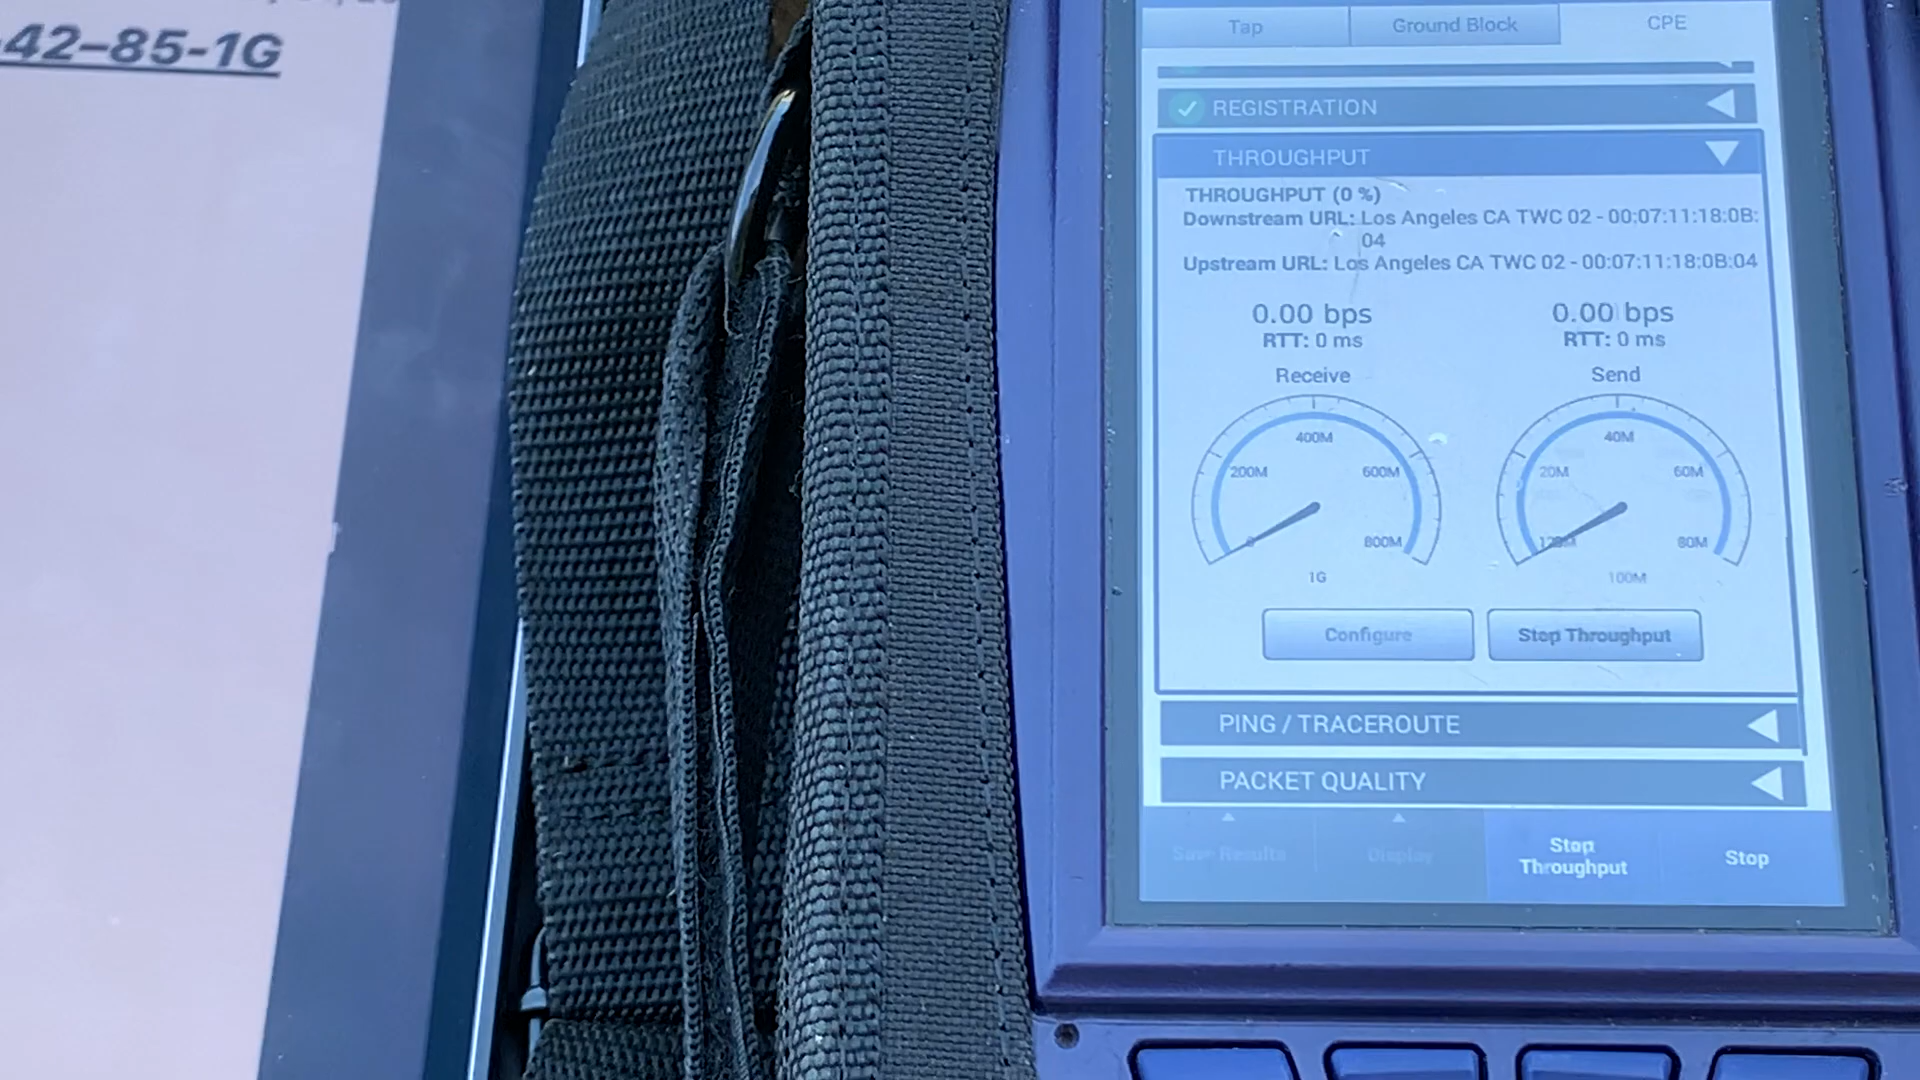 42-85-1G
Tap
Ground Block
CPE
REGISTRATION
THROUGHPUT
THROUGHPUT (0 %)
Downstream URL: Los Angeles CA TWC 02 - 00:07:11:18:0B:
04
Upstream URL: Los Angeles CA TWC 02 - 00:07:11:18:0B:04
0.00 bps
RTT: 0 ms
Receive
0.00 bps
RTT: 0 ms
Send
400M
200M
600M
0
800M
1G
40M
20M
60M
80M
100M
Configure
Stop Throughput
PING / TRACEROUTE
PACKET QUALITY
Save Results
Display
Stop
Throughput
Stop